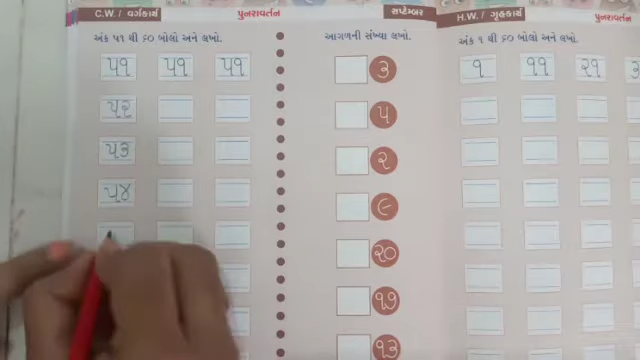 C.W. / વર્ગકાર્ય પુનરાવર્તન સપ્ટેમ્બર H.W. / ગૃહકાર્ય પુનરાવર્તન
અંક ૫૧ થી ૬૦ બોલો અને લખો.
૫૧ ૫૧ ૫૧
૫૨
૫૩
૫૪
આગળની સંખ્યા લખો.
૩
૫
૨
૯
૨૦
૧૭
૧૩
અંક ૧ થી ૬૦ બોલો અને લખો.
૧ ૧૧ ૨૧ ૩